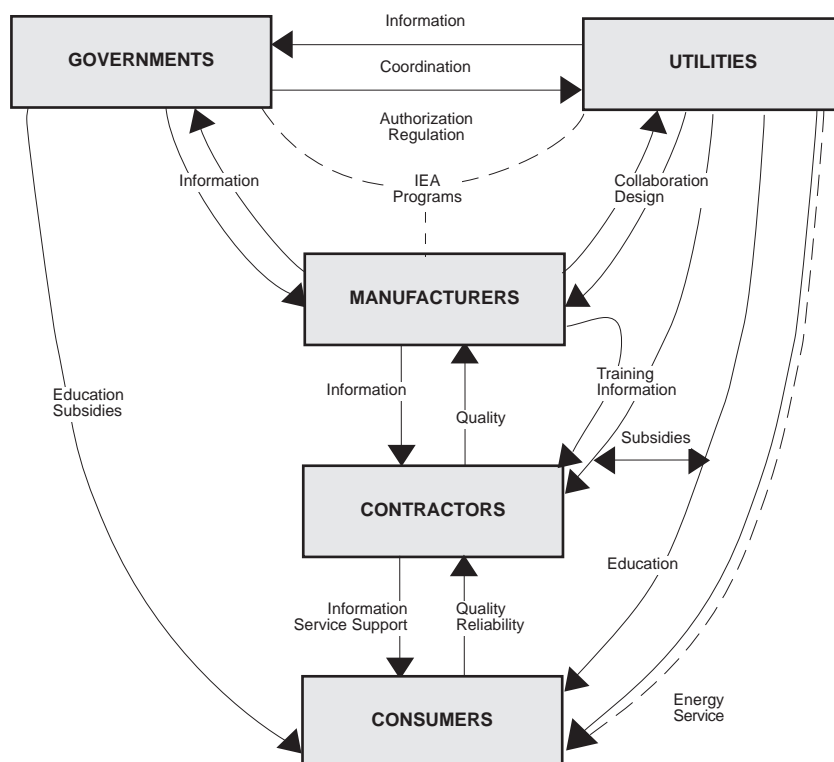 Information
GOVERNMENTS
UTILITIES
Coordination
Authorization
Regulation
Information
IEA
Programs
Collaboration
Design
MANUFACTURERS
Education
Subsidies
Information
Quality
Training
Information
Subsidies
CONTRACTORS
Education
Information
Service Support
Quality
Reliability
CONSUMERS
Energy
Service